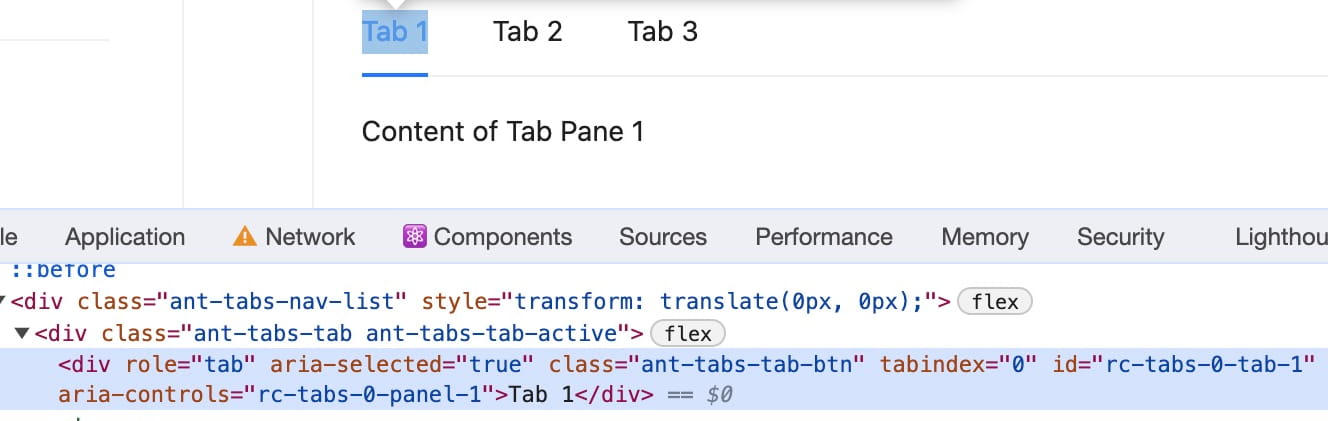 Tab 1 Tab 2 Tab 3
Content of Tab Pane 1
le Application Network Components Sources Performance Memory Security Lighthou
::before
<div class="ant-tabs-nav-list" style="transform: translate(0px, 0px);"> flex
<div class="ant-tabs-tab ant-tabs-tab-active"> flex
<div role="tab" aria-selected="true" class="ant-tabs-tab-btn" tabindex="0" id="rc-tabs-0-tab-1"
aria-controls="rc-tabs-0-panel-1">Tab 1</div> == $0